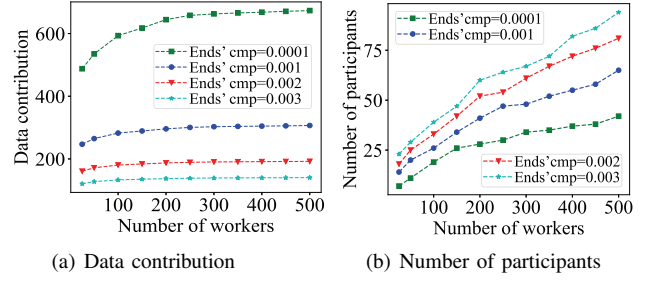 Data contribution
600
400
200
Ends'cmp=0.0001
Ends'cmp=0.001
Ends'cmp=0.002
Ends'cmp=0.003
100 200 300 400 500
Number of workers
(a) Data contribution
Number of participants
75
50
25
Ends'cmp=0.0001
Ends'cmp=0.001
Ends'cmp=0.002
Ends'cmp=0.003
100 200 300 400 500
Number of workers
(b) Number of participants